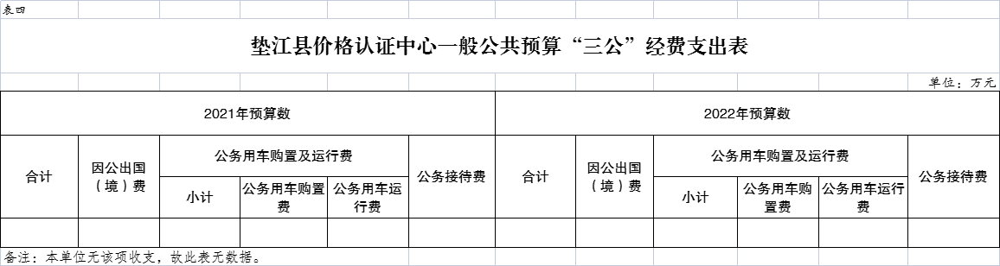 表四
垫江县价格认证中心一般公共预算“三公”经费支出表
单位：万元
2021年预算数
2022年预算数
合计
因公出国
（境）费
公务用车购置及运行费
公务接待费
合计
因公出国
（境）费
公务用车购置及运行费
公务接待费
小计
公务用车购置
费
公务用车运
行费
小计
公务用车购
置费
公务用车运行
费
备注：本单位无该项收支，故此表无数据。